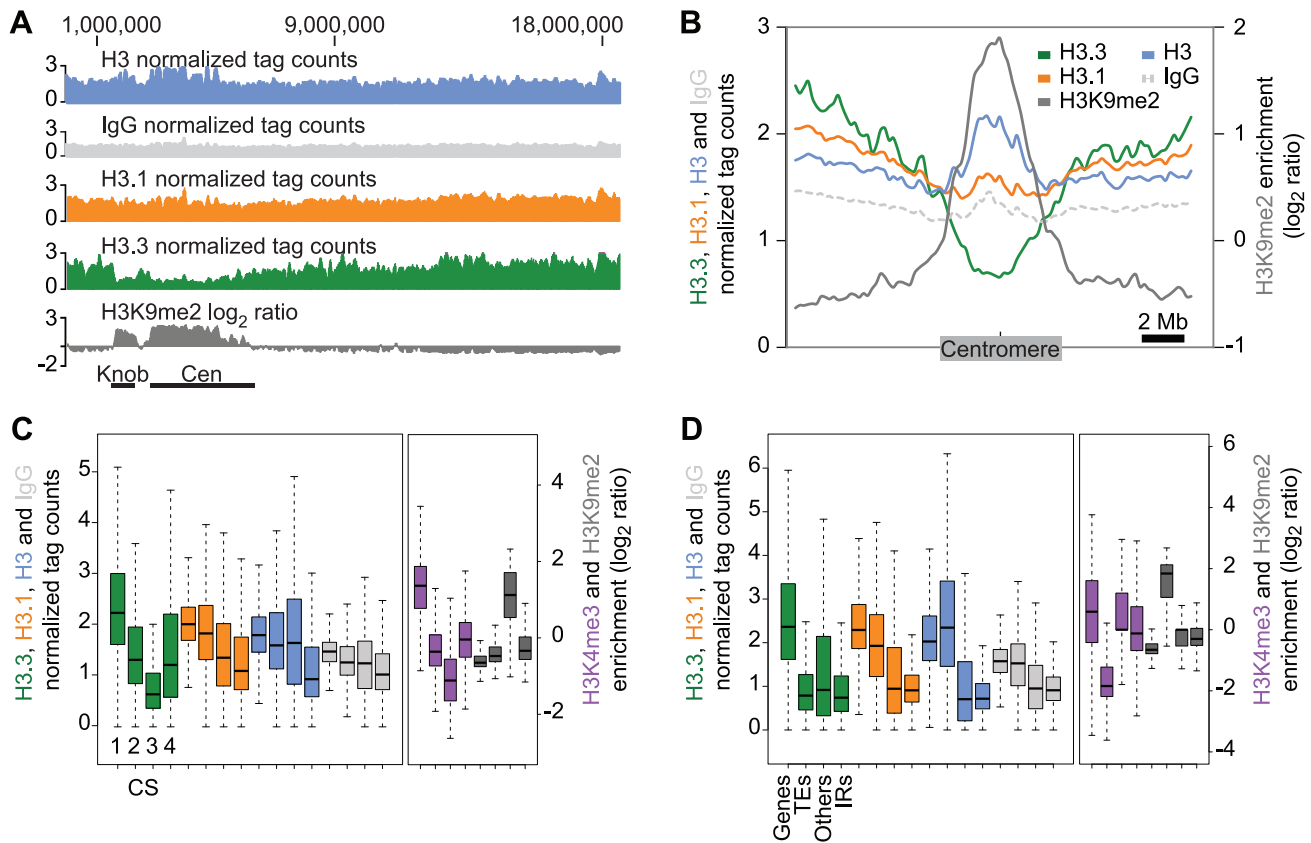 A
1,000,000 9,000,000 18,000,000
H3 normalized tag counts
3
0
IgG normalized tag counts
3
0
H3.1 normalized tag counts
3
0
H3.3 normalized tag counts
3
0
H3K9me2 log2 ratio
3
-2
Knob Cen
B
H3.3, H3.1, H3 and IgG
normalized tag counts
3
2
1
0
H3.3 H3
H3.1 IgG
H3K9me2
2
1
0
-1
H3K9me2 enrichment
(log2 ratio)
2 Mb
Centromere
C
H3.3, H3.1, H3 and IgG
normalized tag counts
5
4
3
2
1
0
1 2 3 4
CS
4
2
0
-2
H3K4me3 and H3K9me2
enrichment (log2 ratio)
D
H3.3, H3.1, H3 and IgG
normalized tag counts
6
5
4
3
2
1
0
Genes
TEs
Others
IRs
6
4
2
0
-2
-4
H3K4me3 and H3K9me2
enrichment (log2 ratio)